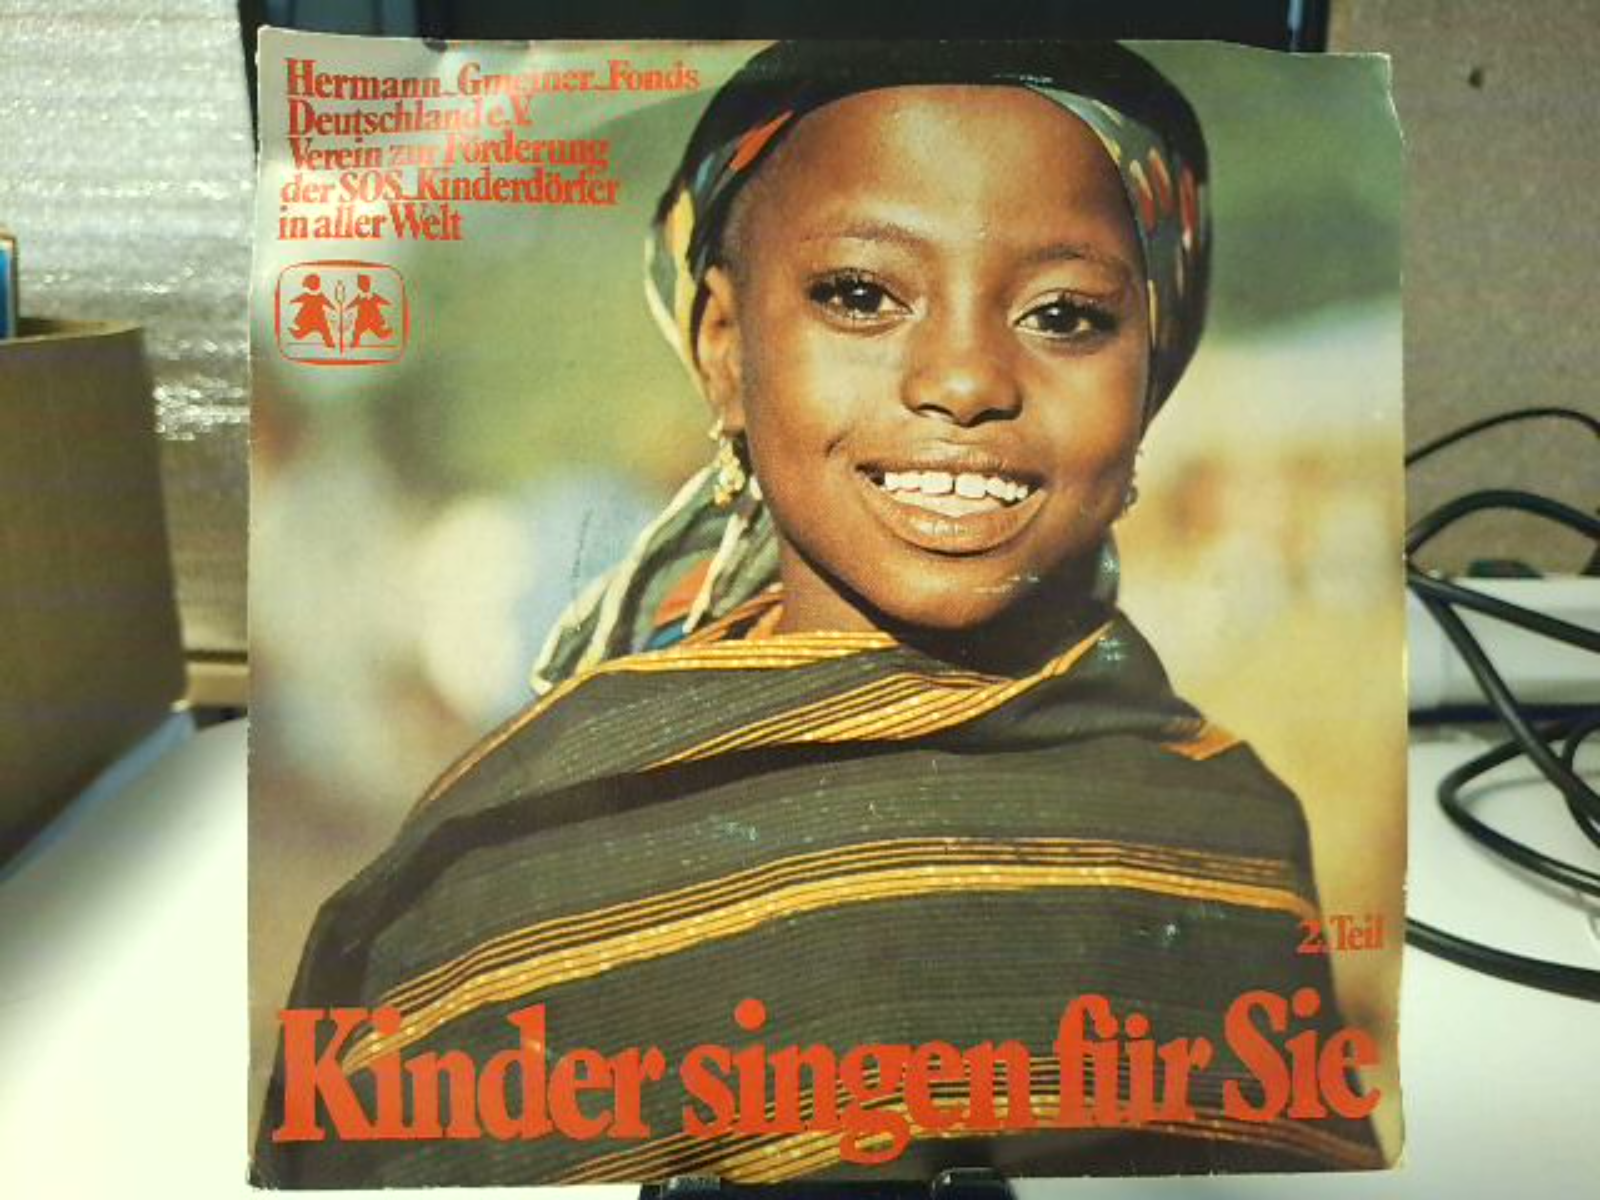 Hermann_Gmeiner_Fonds
Deutschland e.V.
Verein zur Förderung
der SOS_Kinderdörfer
in aller Welt
2. Teil
Kinder singen für Sie